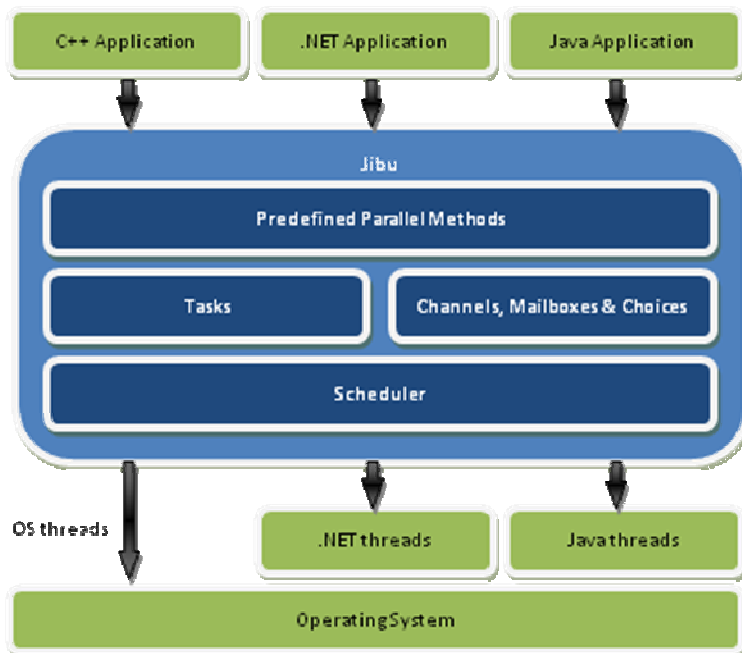 C++ Application
.NET Application
Java Application
Jibu
Predefined Parallel Methods
Tasks
Channels, Mailboxes & Choices
Scheduler
OS threads
.NET threads
Java threads
Operating System